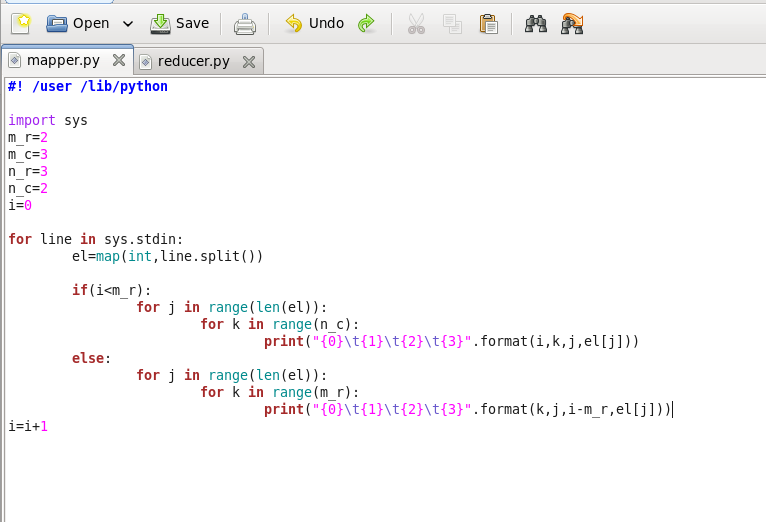 Open Save Undo
mapper.py reducer.py
#! /user /lib/python

import sys
m_r=2
m_c=3
n_r=3
n_c=2
i=0

for line in sys.stdin:
        el=map(int,line.split())

        if(i<m_r):
                for j in range(len(el)):
                        for k in range(n_c):
                                print("{0}\t{1}\t{2}\t{3}".format(i,k,j,el[j]))
        else:
                for j in range(len(el)):
                        for k in range(m_r):
                                print("{0}\t{1}\t{2}\t{3}".format(k,j,i-m_r,el[j]))
i=i+1